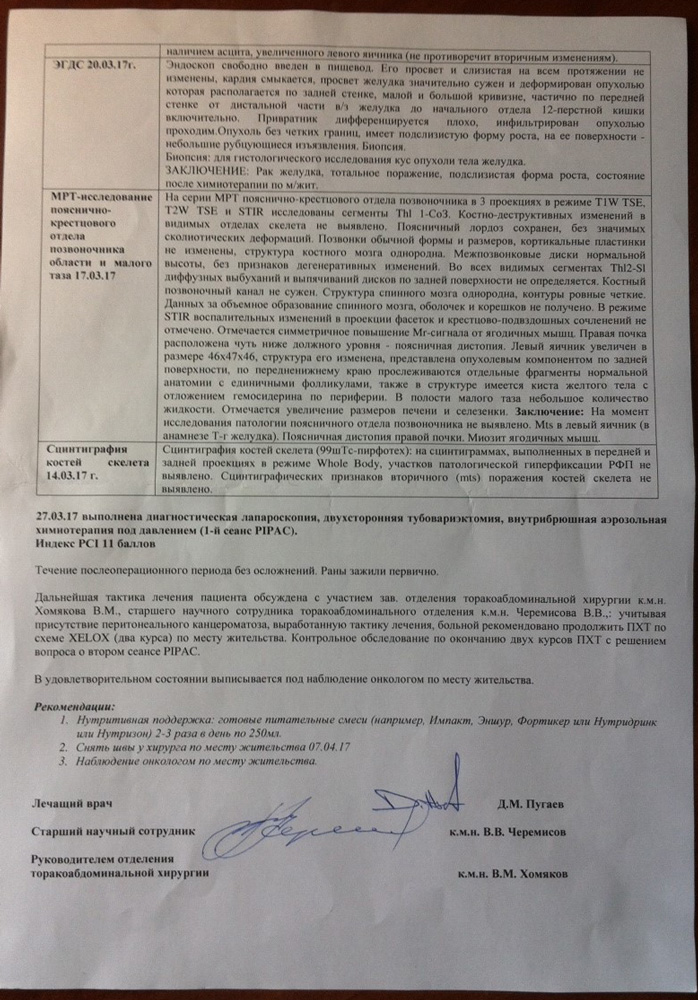 наличием асцита, увеличенного левого яичника (не противоречит вторичным изменениям).
ЭГДС 20.03.17г.
Эндоскоп свободно введен в пищевод. Его просвет и слизистая на всем протяжении не
изменены, кардия смыкается, просвет желудка значительно сужен и деформирован опухолью
которая располагается по задней стенке, малой и большой кривизне, частично по передней
стенке от дистальной части в/з желудка до начального отдела 12-перстной кишки
включительно. Привратник дифференцируется плохо, инфильтрирован опухолью
проходим.Опухоль без четких границ, имеет подслизистую форму роста, на ее поверхности -
небольшие рубцующиеся изъязвления. Биопсия.
Биопсия: для гистологического исследования кус опухоли тела желудка.
ЗАКЛЮЧЕНИЕ: Рак желудка, тотальное поражение, подслизистая форма роста, состояние
после химиотерапии по м/жит.
МРТ-исследование
пояснично-
крестцового
отдела
позвоночника
области и малого
таза 17.03.17
На серии МРТ пояснично-крестцового отдела позвоночника в 3 проекциях в режиме T1W TSE,
T2W TSE и STIR исследованы сегменты Thl 1-Co3. Костно-деструктивных изменений в
видимых отделах скелета не выявлено. Поясничный лордоз сохранен, без значимых
сколиотических деформаций. Позвонки обычной формы и размеров, кортикальные пластинки
не изменены, структура костного мозга однородна. Межпозвонковые диски нормальной
высоты, без признаков дегенеративных изменений. Во всех видимых сегментах Thl2-Sl
диффузных выбуханий и выпячиваний дисков по задней поверхности не определяется. Костный
позвоночный канал не сужен. Структура спинного мозга однородна, контуры ровные четкие.
Данных за объемное образование спинного мозга, оболочек и корешков не получено. В режиме
STIR воспалительных изменений в проекции фасеток и крестцово-подвздошных сочленений не
отмечено. Отмечается симметричное повышение Mr-сигнала от ягодичных мышц. Правая почка
расположена чуть ниже должного уровня - поясничная дистопия. Левый яичник увеличен в
размере 46x47x46, структура его изменена, представлена опухолевым компонентом по задней
поверхности, по передненижнему краю прослеживаются отдельные фрагменты нормальной
анатомии с единичными фолликулами, также в структуре имеется киста желтого тела с
отложением гемосидерина по периферии. В полости малого таза небольшое количество
жидкости. Отмечается увеличение размеров печени и селезенки. Заключение: На момент
исследования патологии поясничного отдела позвоночника не выявлено. Mts в левый яичник (в
анамнезе Т-r желудка). Поясничная дистопия правой почки. Миозит ягодичных мышц.
Сцинтиграфия
костей скелета
14.03.17 г.
Сцинтиграфия костей скелета (99шТс-пирфотех): на сцинтиграммах, выполненных в передней и
задней проекциях в режиме Whole Body, участков патологической гиперфиксации РФП не
выявлено. Сцинтиграфических признаков вторичного (mts) поражения костей скелета не
выявлено.
27.03.17 выполнена диагностическая лапароскопия, двухсторонняя тубовариэктомия, внутрибрюшная аэрозольная
химиотерапия под давлением (1-й сеанс PIPAC).
Индекс PCI 11 баллов
Течение послеоперационного периода без осложнений. Раны зажили первично.
Дальнейшая тактика лечения пациента обсуждена с участием зав. отделения торакоабдоминальной хирургии к.м.н.
Хомякова В.М., старшего научного сотрудника торакоабдоминального отделения к.м.н. Черемисова В.В.,: учитывая
присутствие перитонеального канцероматоза, выработанную тактику лечения, больной рекомендовано продолжить ПХТ по
схеме XELOX (два курса) по месту жительства. Контрольное обследование по окончанию двух курсов ПХТ с решением
вопроса о втором сеансе PIPAC.
В удовлетворительном состоянии выписывается под наблюдение онкологом по месту жительства.
Рекомендации:
1. Нутритивная поддержка: готовые питательные смеси (например, Импакт, Эншур, Фортикер или Нутридринк
или Нутризон) 2-3 раза в день по 250мл.
2. Снять швы у хирурга по месту жительства 07.04.17
3. Наблюдение онкологом по месту жительства.
Лечащий врач Д.М. Пугаев
Старший научный сотрудник к.м.н. В.В. Черемисов
Руководителем отделения
торакоабдоминальной хирургии к.м.н. В.М. Хомяков